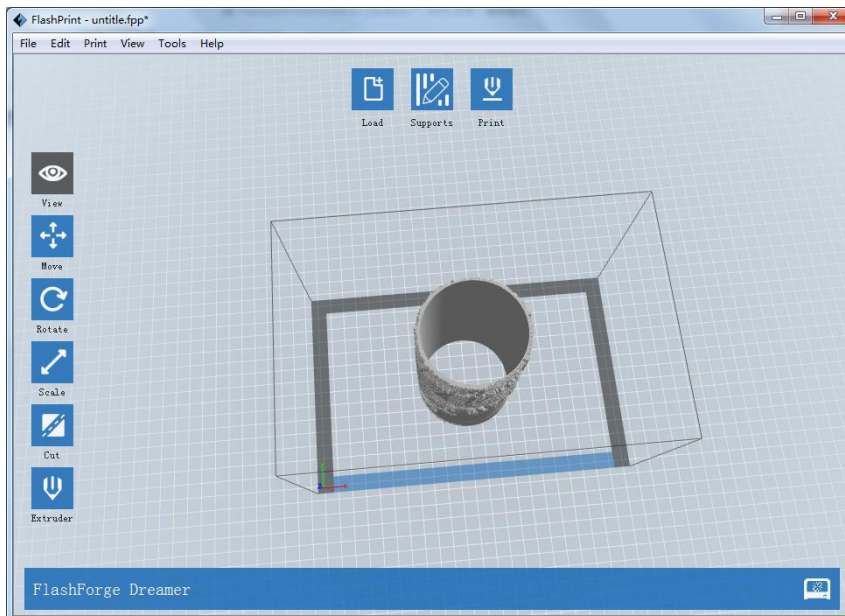 FlashPrint - untitle.fpp*
File Edit Print View Tools Help
Load Supports Print
View
Move
Rotate
Scale
Cut
Extruder
FlashForge Dreamer